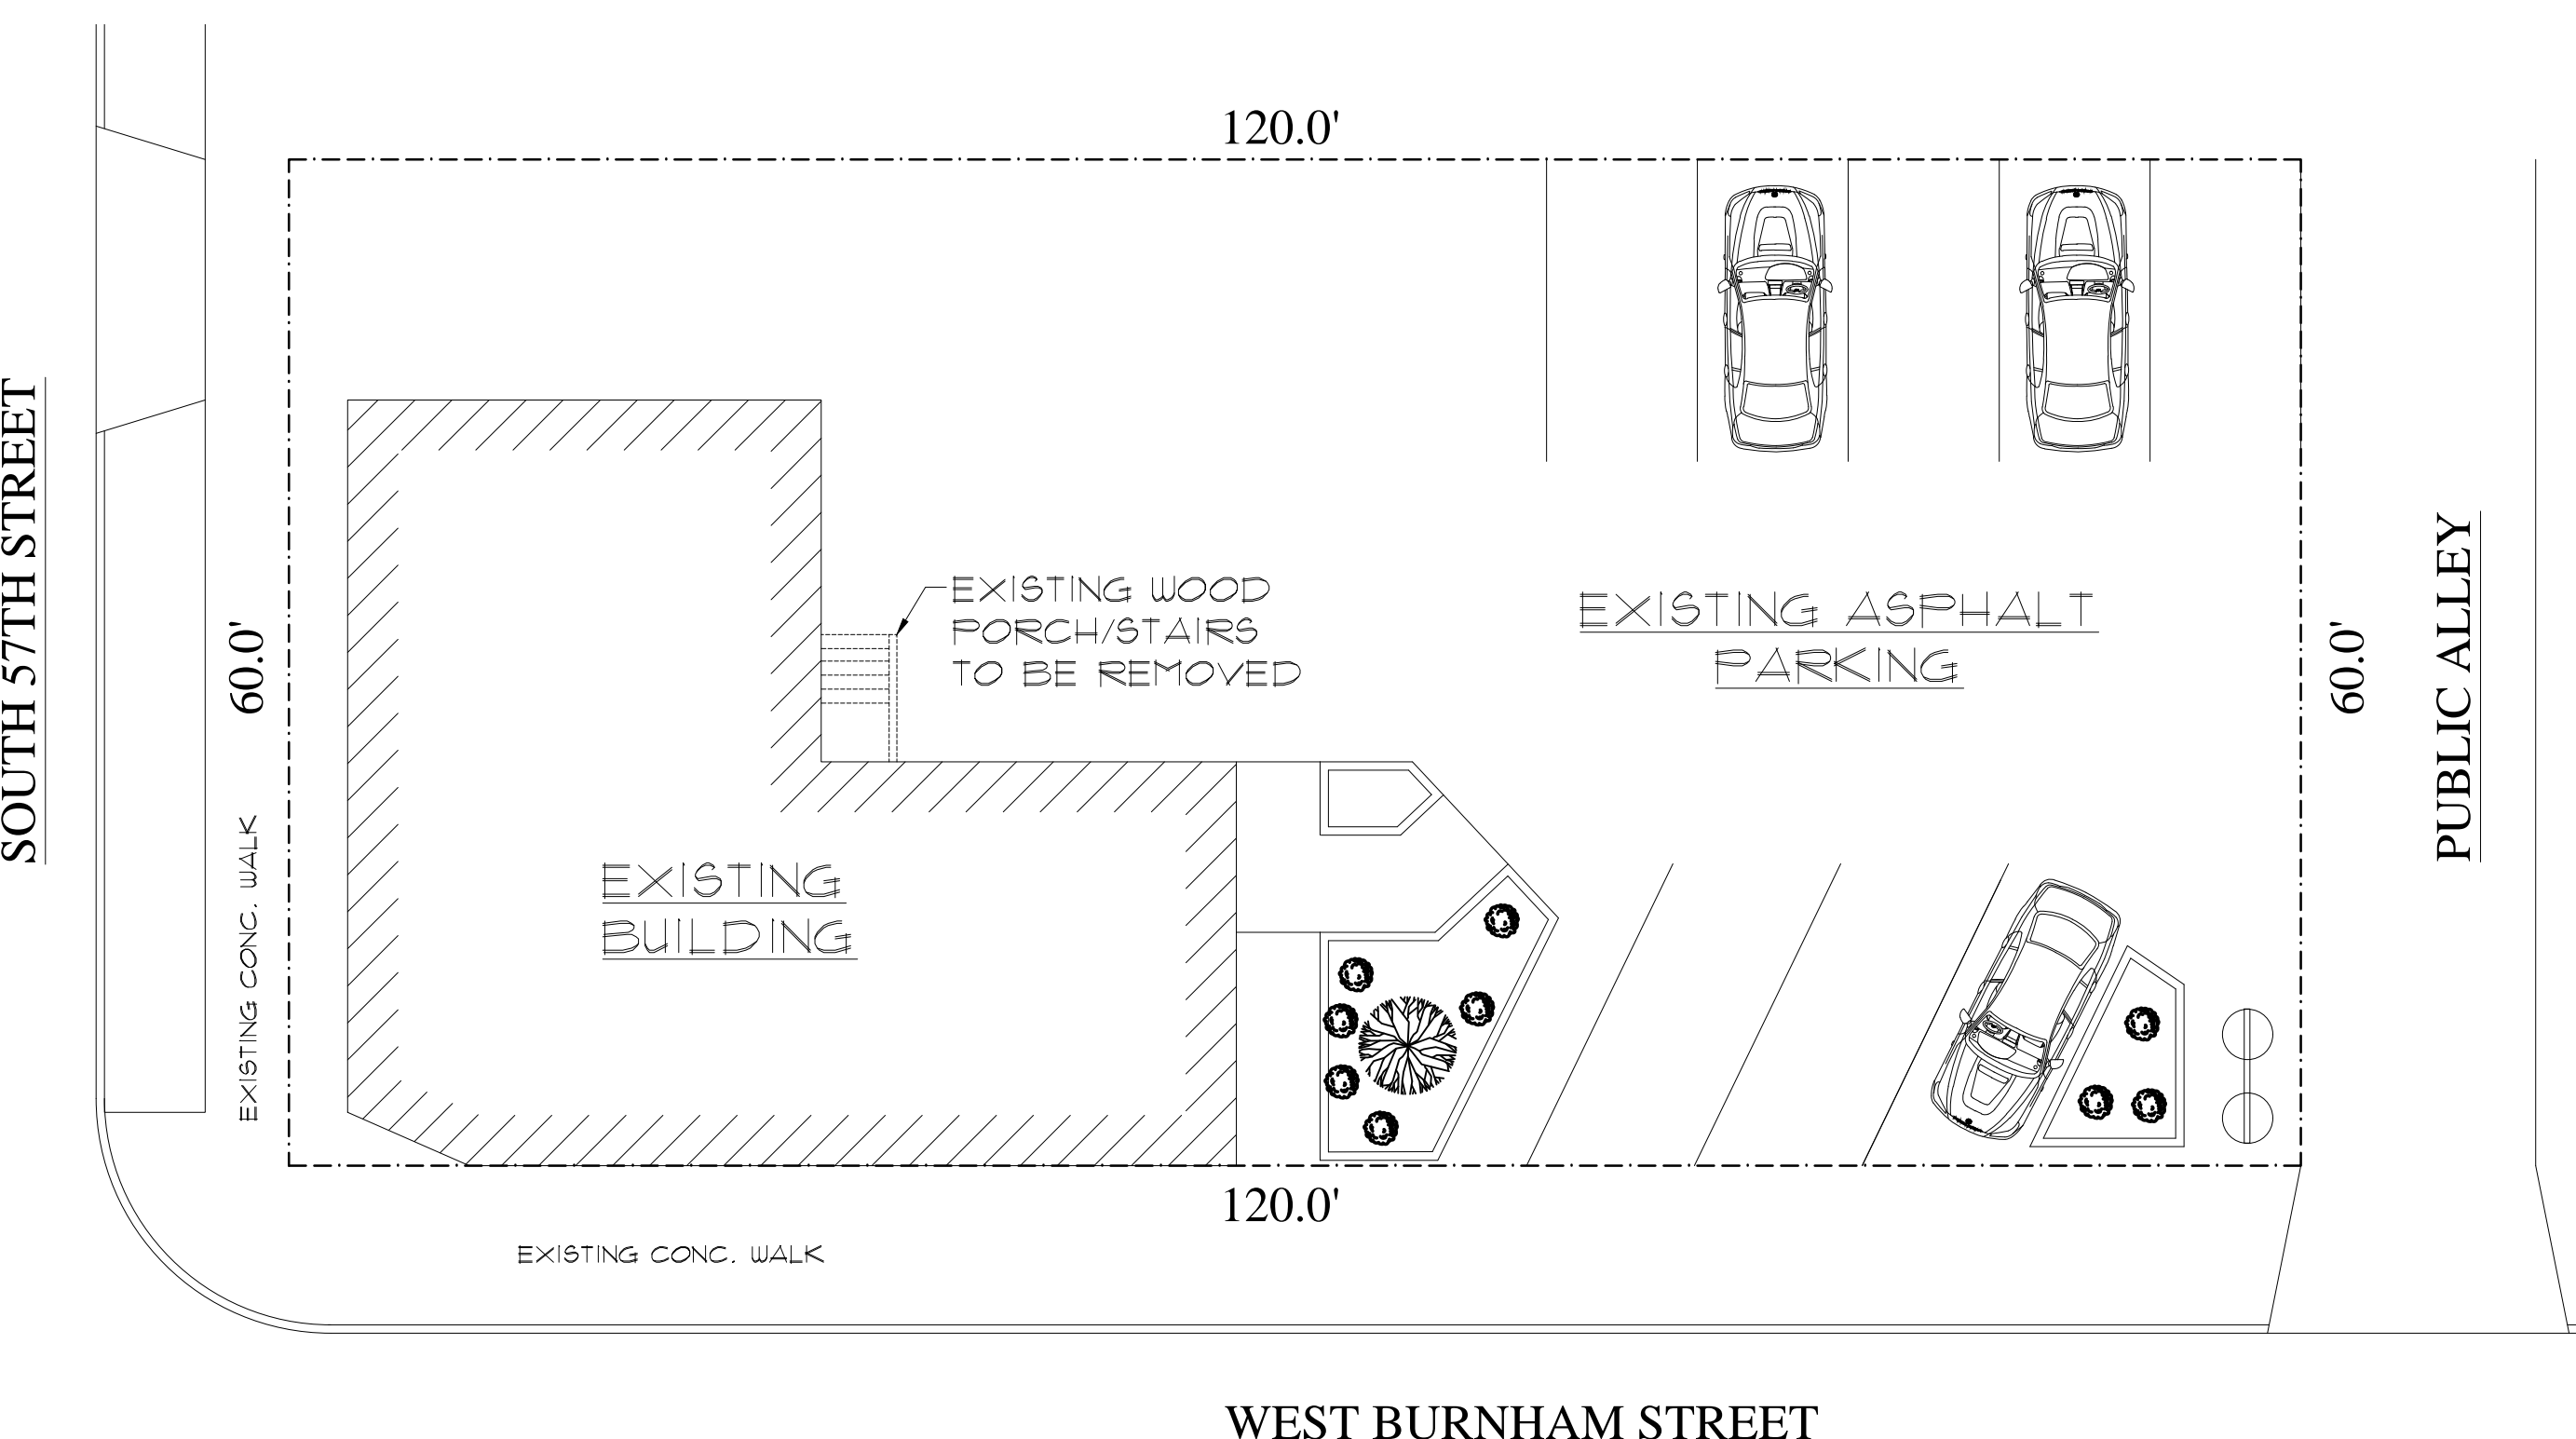 120.0'
SOUTH 57TH STREET
60.0'
EXISTING WOOD
PORCH/STAIRS
TO BE REMOVED
EXISTING ASPHALT
PARKING
60.0'
PUBLIC ALLEY
EXISTING CONC. WALK
EXISTING
BUILDING
120.0'
EXISTING CONC. WALK
WEST BURNHAM STREET